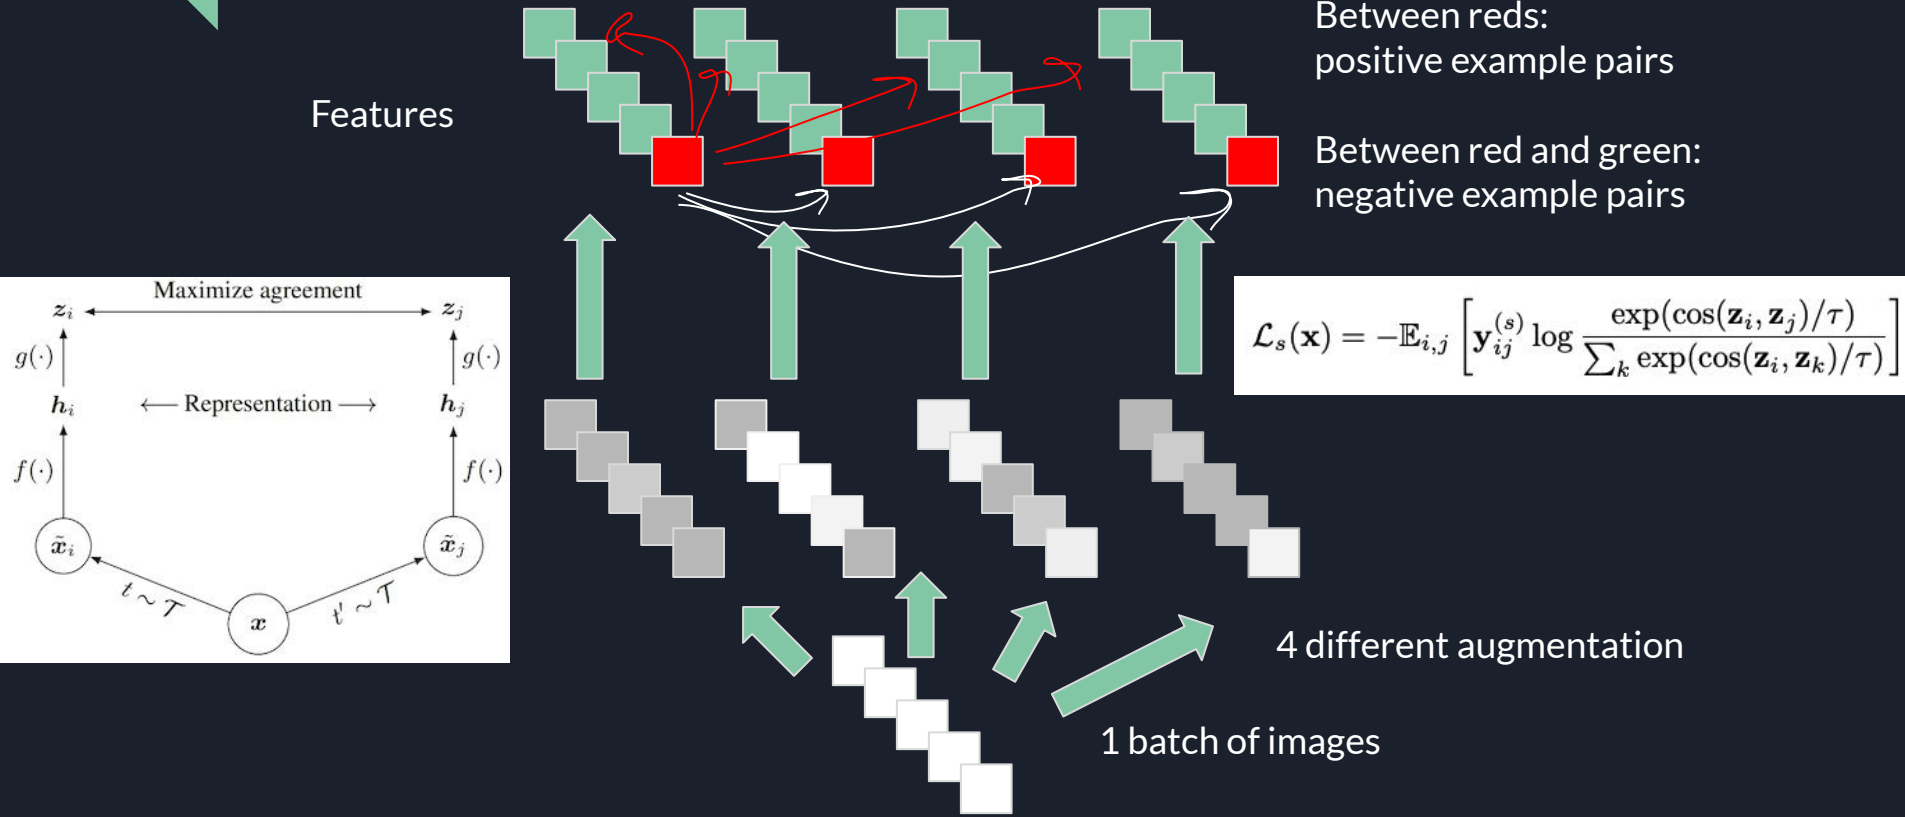 Between reds:
positive example pairs
Features
Between red and green:
negative example pairs
Maximize agreement
z_i z_j
g(·) g(·)
h_i ← Representation → h_j
f(·) f(·)
x̃_i x̃_j
t ~ 𝒯 t' ~ 𝒯
x
ℒ_s(x) = −𝔼_{i,j} [ y_{ij}^{(s)} log exp(cos(z_i, z_j)/τ) / ∑_k exp(cos(z_i, z_k)/τ) ]
4 different augmentation
1 batch of images